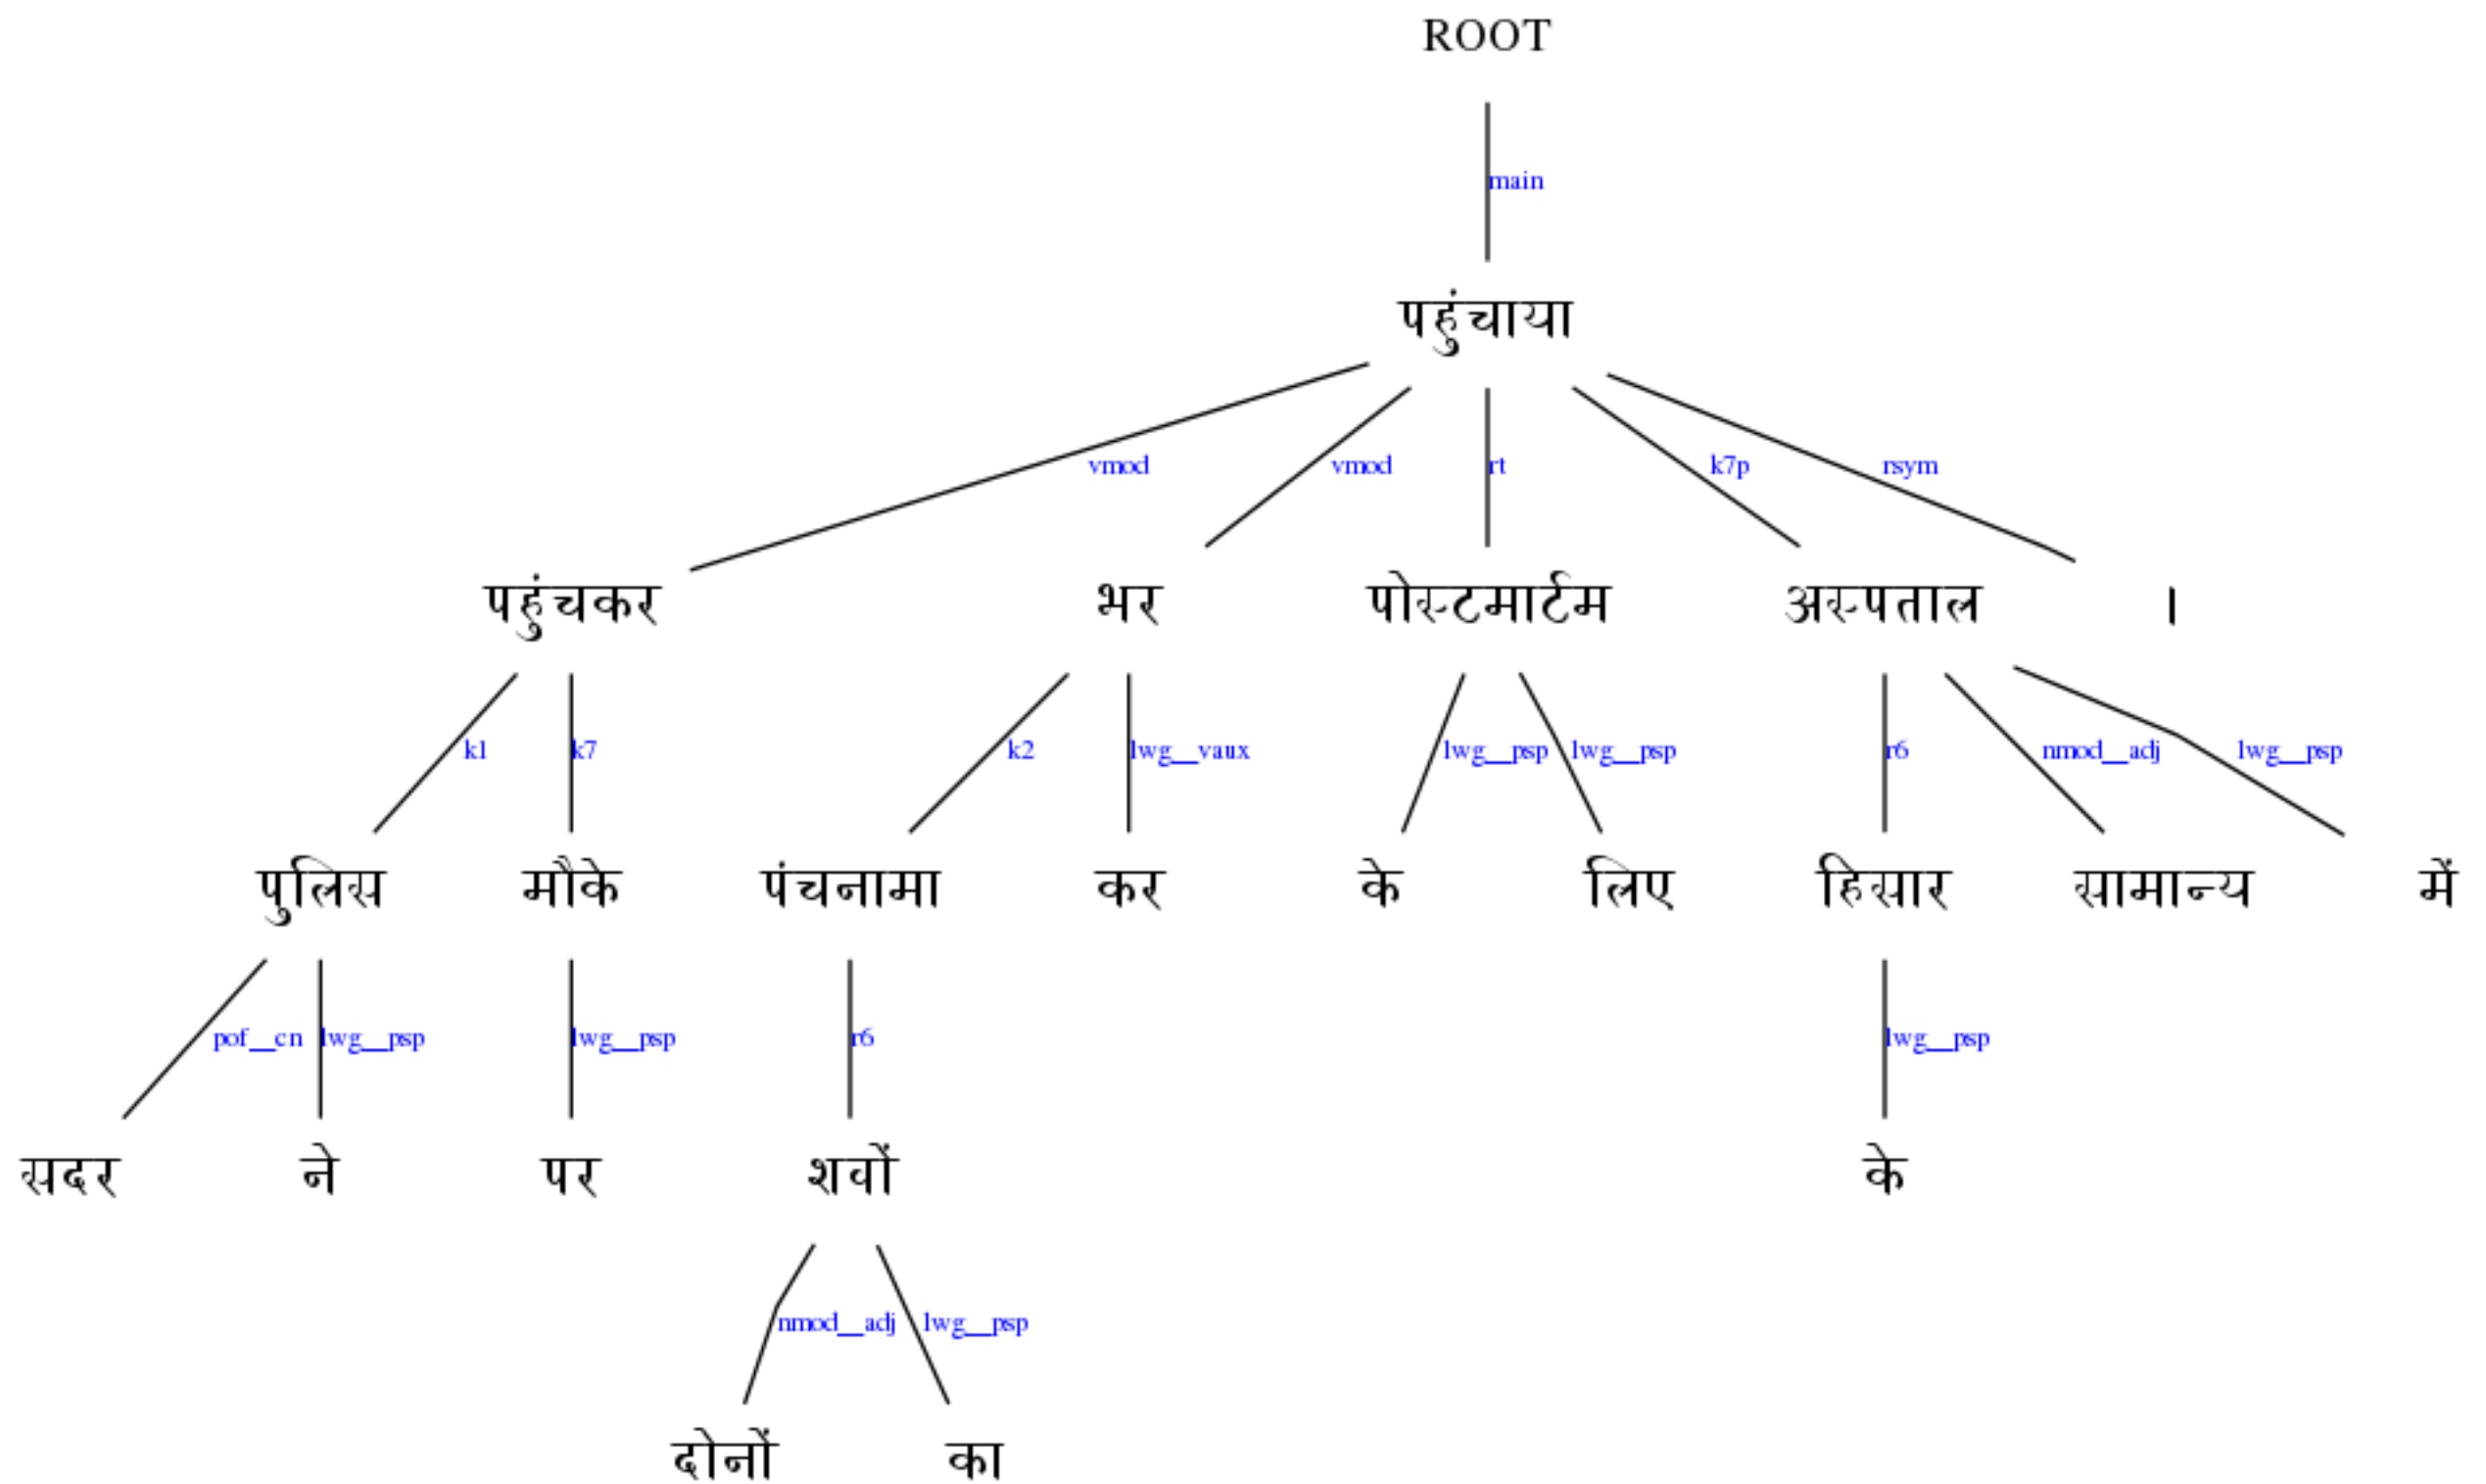 ROOT
main
पहुंचाया
vmod vmod rt k7p rsym
पहुंचकर भर पोस्टमार्टम अस्पताल ।
k1 k7 k2 lwg__vaux lwg__psp lwg__psp r6 nmod__adj lwg__psp
पुलिस मौके पंचनामा कर के लिए हिसार सामान्य में
pof__cn lwg__psp lwg__psp r6 lwg__psp
सदर ने पर शवों के
nmod__adj lwg__psp
दोनों का